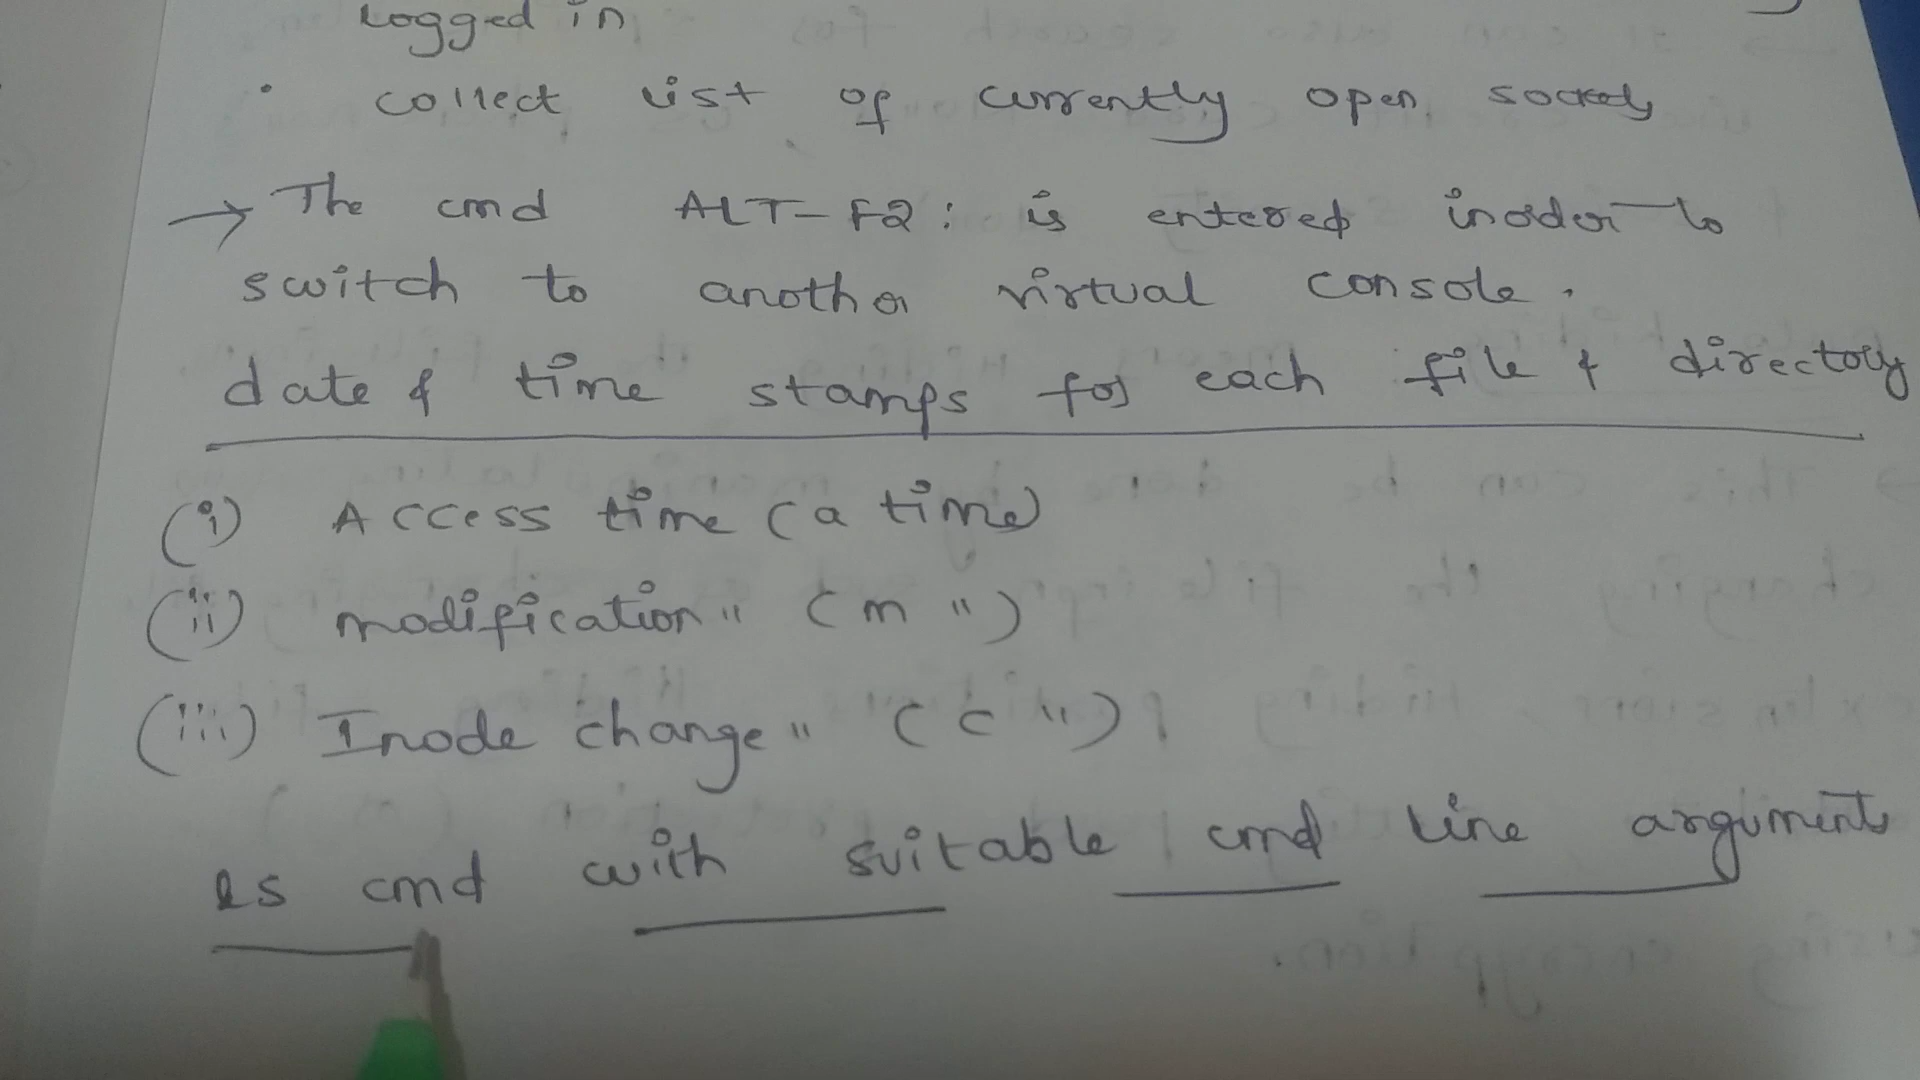 Logged in
• collect list of currently open sockets
→ The cmd ALT-F2: is entered inorder to
switch to another virtual console.
date & time stamps for each file & directory
(i) Access time (a time)
(ii) modification " (m ")
(iii) Inode change " (c ")
ls cmd with suitable cmd line arguments